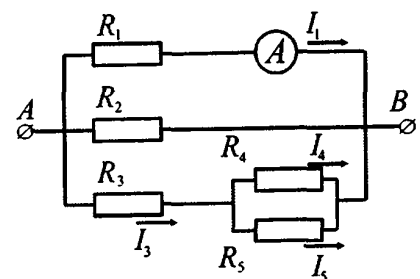 R₁ A I₁
A R₂ B
R₃ R₄ I₄
I₃ R₅ I₅